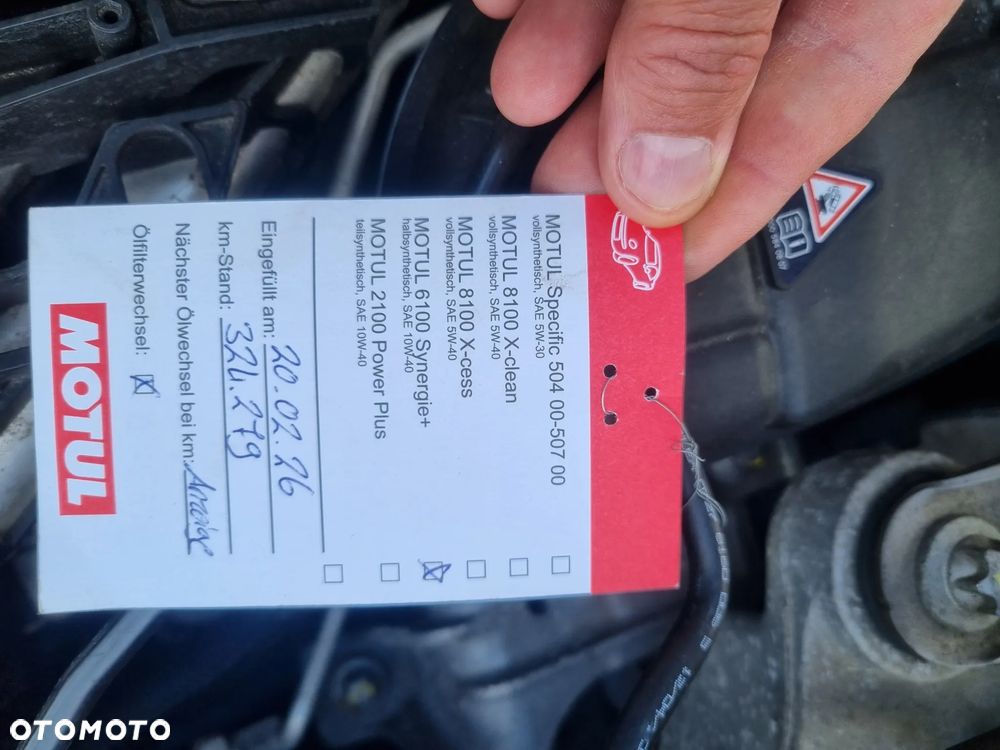 MOTUL Specific 504 00-507 00
vollsynthetisch, SAE 5W-30
MOTUL 8100 X-clean
vollsynthetisch, SAE 5W-40
MOTUL 8100 X-cess
vollsynthetisch, SAE 5W-40
MOTUL 6100 Synergie+
halbsynthetisch, SAE 10W-40
MOTUL 2100 Power Plus
teilsynthetisch, SAE 10W-40
Eingefüllt am: 20.02.26
km-Stand: 324.279
Nächster Ölwechsel bei km: Anzeige
Ölfilterwechsel:
MOTUL
OTOMOTO